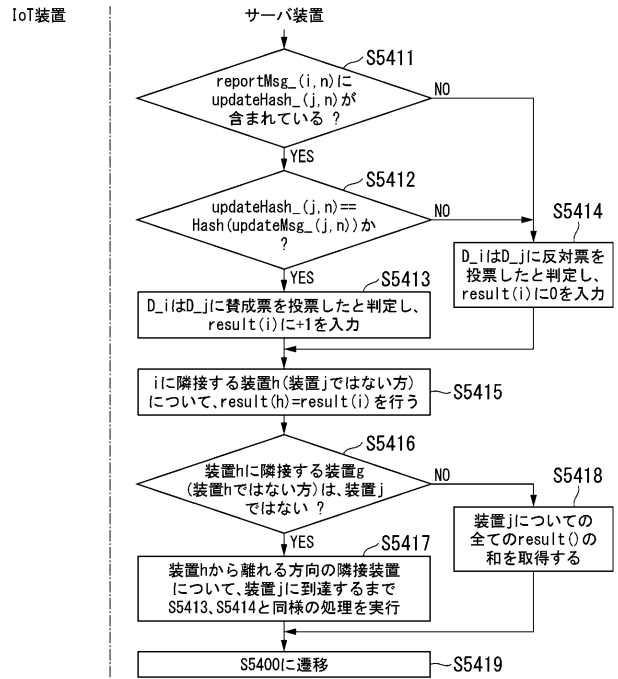 IoT装置
サーバ装置
S5411
reportMsg_(i,n)に
updateHash_(j,n)が
含まれている ?
NO
YES
S5412
updateHash_(j,n)==
Hash(updateMsg_(j,n))か
?
NO
YES
S5414
D_iはD_jに反対票を
投票したと判定し、
result(i)に0を入力
S5413
D_iはD_jに賛成票を投票したと判定し、
result(i)に+1を入力
iに隣接する装置h(装置jではない方)
について、result(h)=result(i)を行う
S5415
S5416
装置hに隣接する装置g
(装置hではない方)は、装置j
ではない ?
NO
YES
S5418
装置jについての
全てのresult()の
和を取得する
S5417
装置hから離れる方向の隣接装置
について、装置jに到達するまで
S5413、S5414と同様の処理を実行
S5400に遷移
S5419